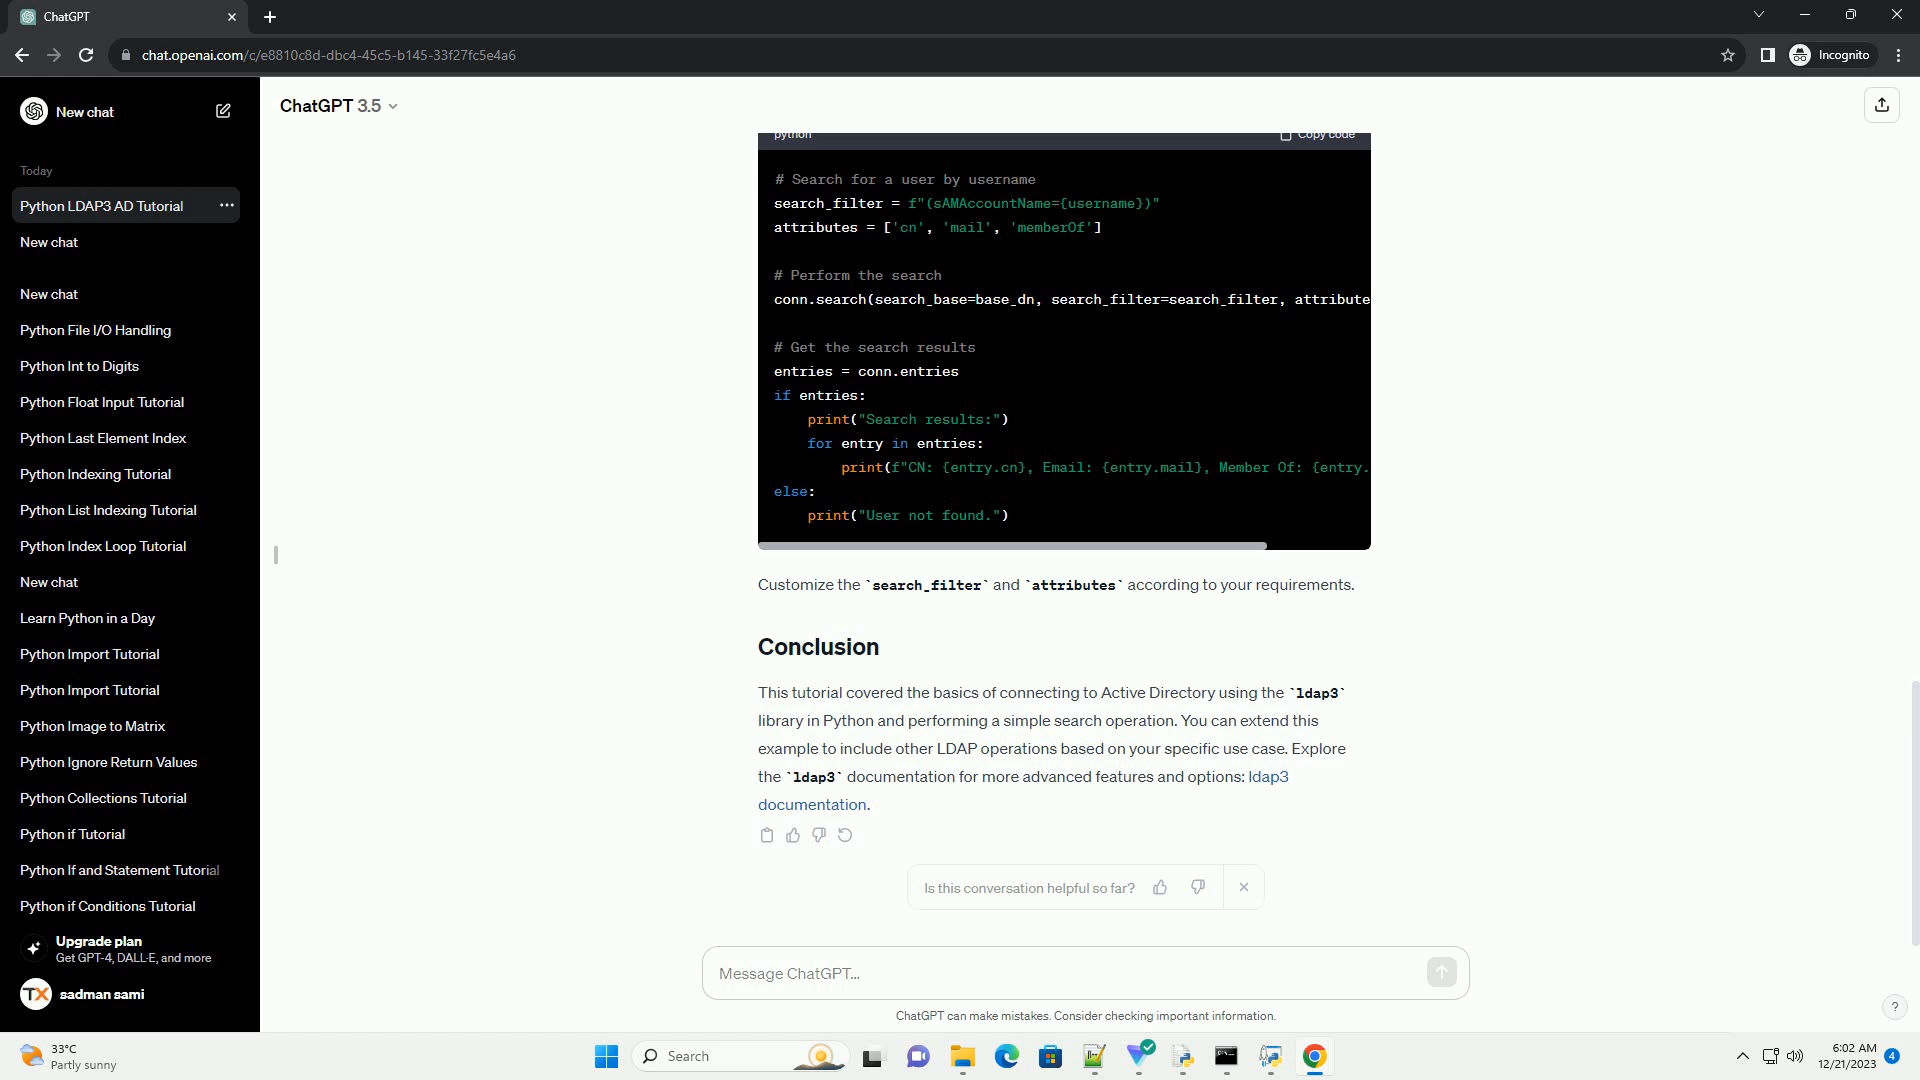 ChatGPT
chat.openai.com/c/e8810c8d-dbc4-45c5-b145-33f27fc5e4a6
Incognito
New chat
ChatGPT 3.5
Today
Python LDAP3 AD Tutorial
New chat
New chat
Python File I/O Handling
Python Int to Digits
Python Float Input Tutorial
Python Last Element Index
Python Indexing Tutorial
Python List Indexing Tutorial
Python Index Loop Tutorial
New chat
Learn Python in a Day
Python Import Tutorial
Python Import Tutorial
Python Image to Matrix
Python Ignore Return Values
Python Collections Tutorial
Python if Tutorial
Python If and Statement Tutorial
Python if Conditions Tutorial
Upgrade plan
Get GPT-4, DALL·E, and more
TX sadman sami
python Copy code
# Search for a user by username
search_filter = f"(sAMAccountName={username})"
attributes = ['cn', 'mail', 'memberOf']
# Perform the search
conn.search(search_base=base_dn, search_filter=search_filter, attribute
# Get the search results
entries = conn.entries
if entries:
    print("Search results:")
    for entry in entries:
        print(f"CN: {entry.cn}, Email: {entry.mail}, Member Of: {entry.
else:
    print("User not found.")
Customize the `search_filter` and `attributes` according to your requirements.
Conclusion
This tutorial covered the basics of connecting to Active Directory using the `ldap3`
library in Python and performing a simple search operation. You can extend this
example to include other LDAP operations based on your specific use case. Explore
the `ldap3` documentation for more advanced features and options: ldap3
documentation.
Is this conversation helpful so far?
Message ChatGPT...
ChatGPT can make mistakes. Consider checking important information.
?
33°C
Partly sunny
Search
6:02 AM
12/21/2023
4